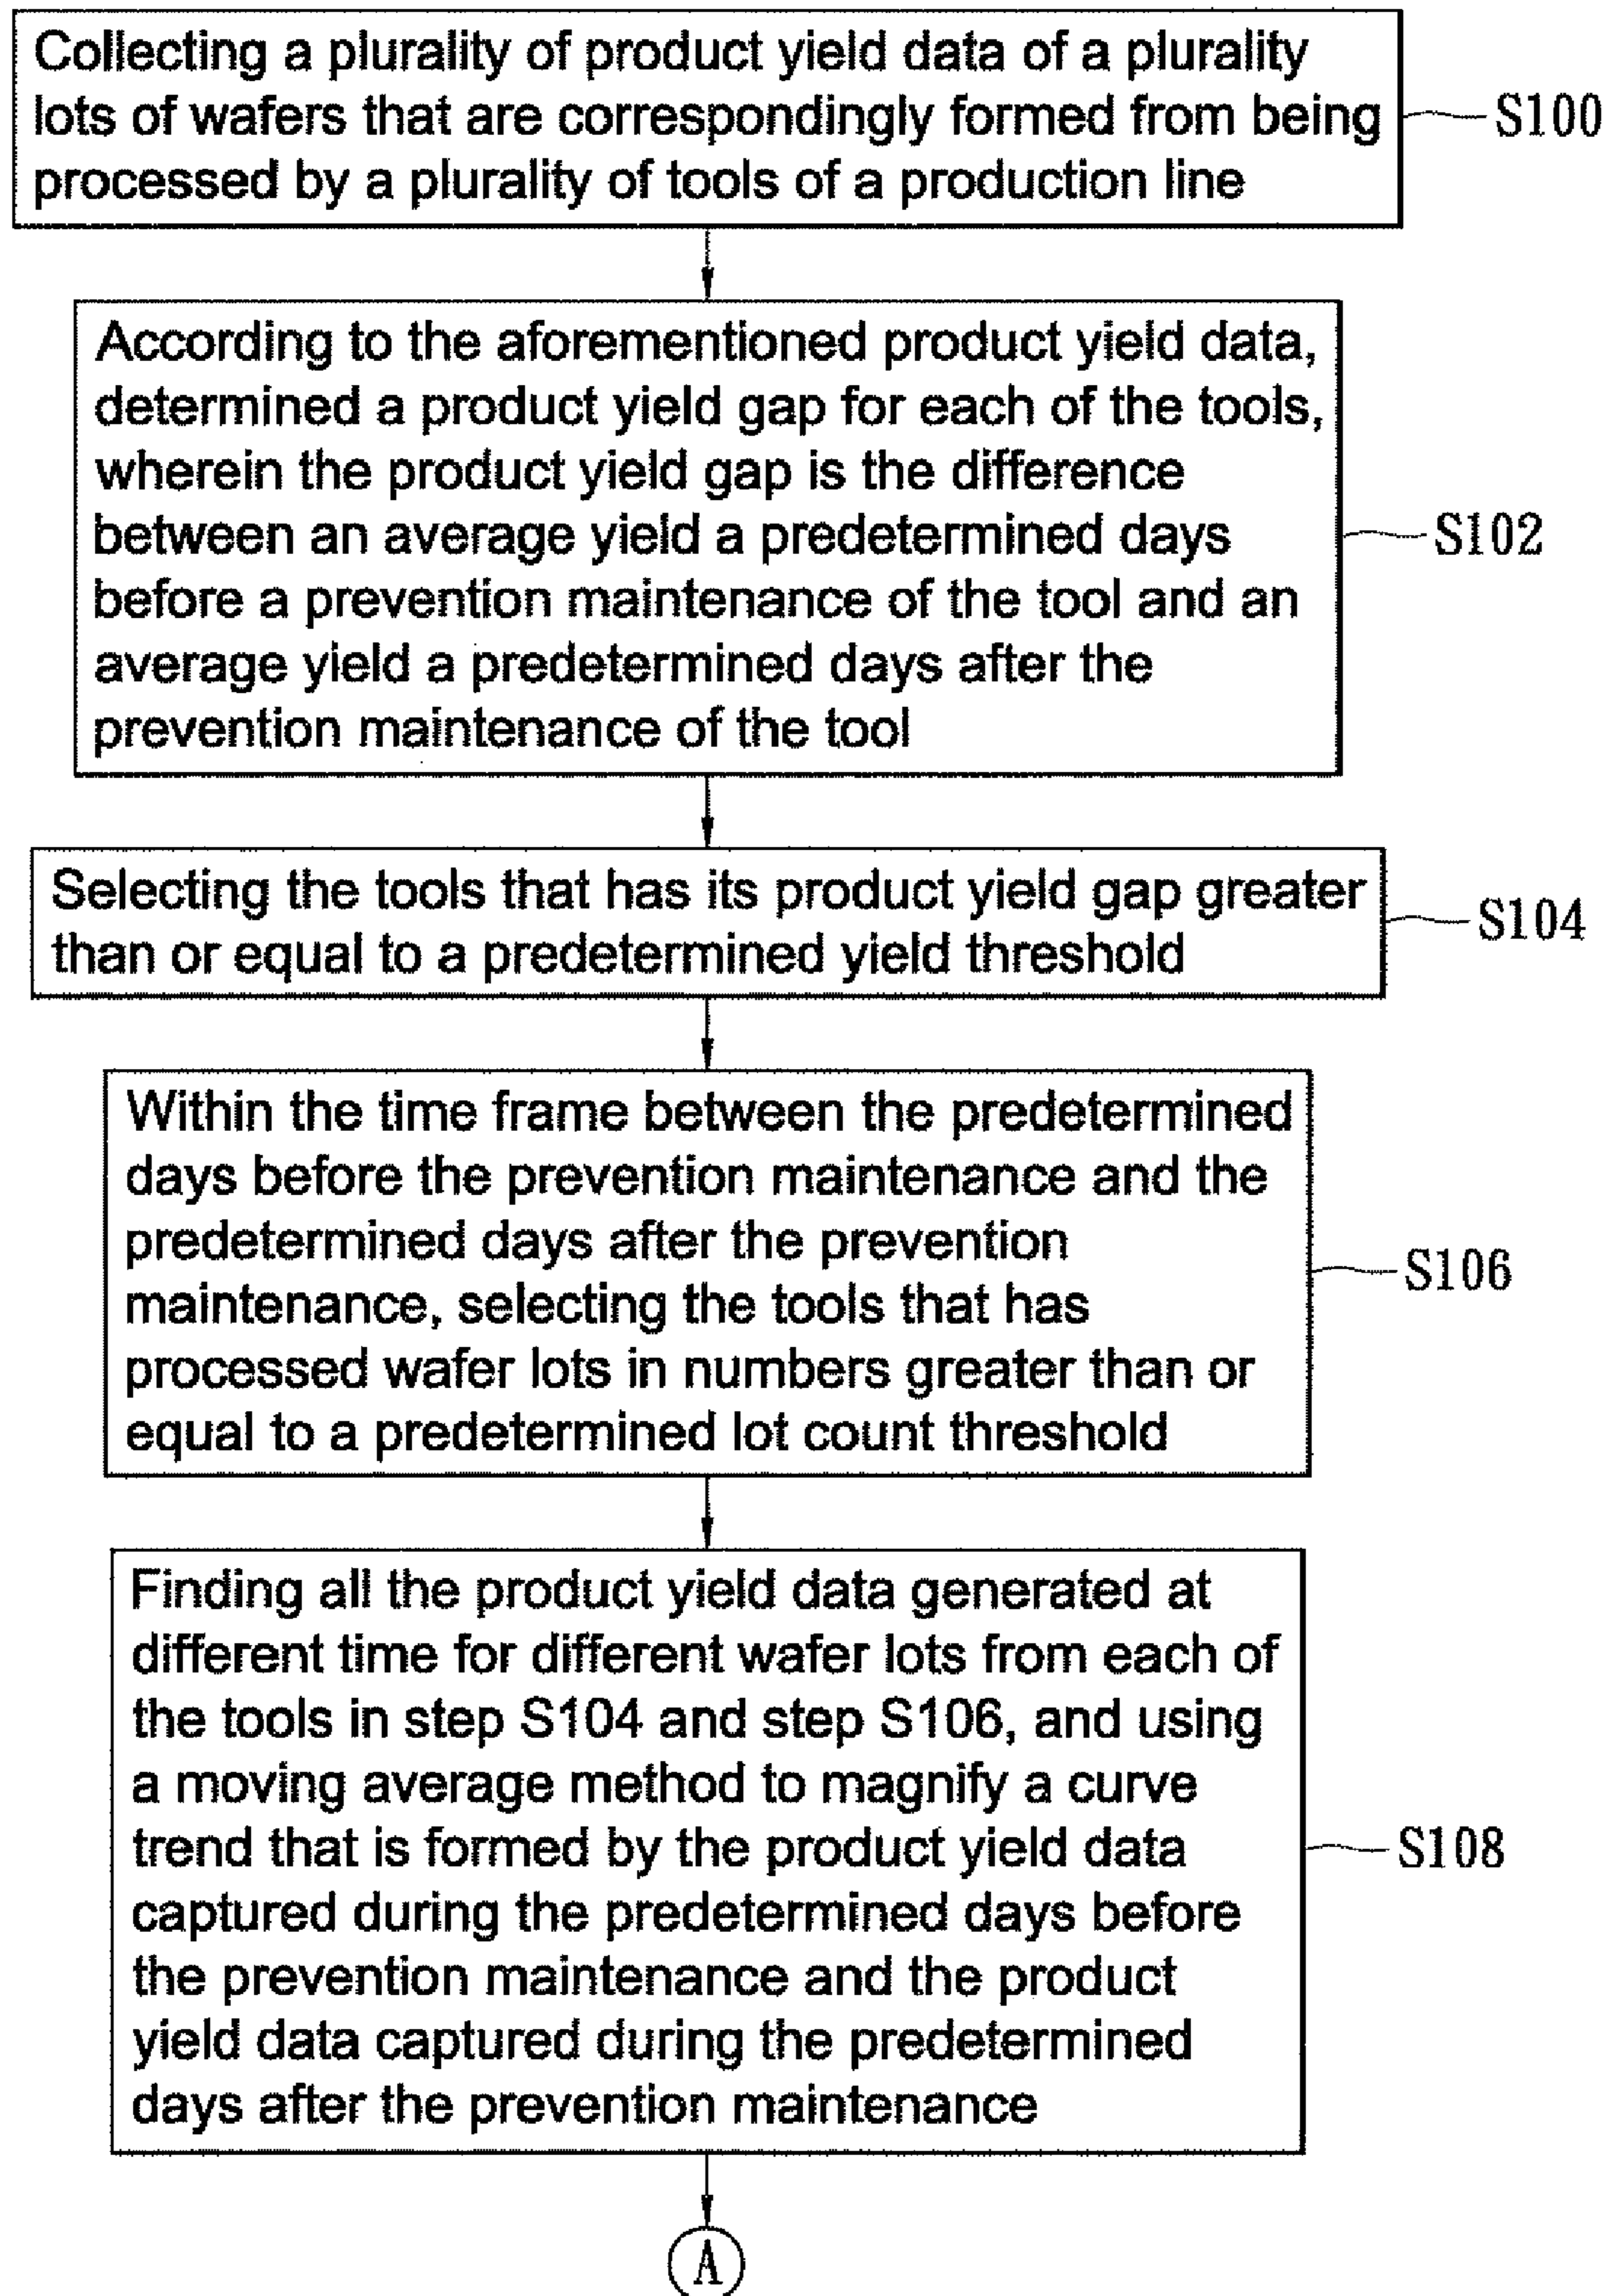 Collecting a plurality of product yield data of a plurality
lots of wafers that are correspondingly formed from being
processed by a plurality of tools of a production line
S100
According to the aforementioned product yield data,
determined a product yield gap for each of the tools,
wherein the product yield gap is the difference
between an average yield a predetermined days
before a prevention maintenance of the tool and an
average yield a predetermined days after the
prevention maintenance of the tool
S102
Selecting the tools that has its product yield gap greater
than or equal to a predetermined yield threshold
S104
Within the time frame between the predetermined
days before the prevention maintenance and the
predetermined days after the prevention
maintenance, selecting the tools that has
processed wafer lots in numbers greater than or
equal to a predetermined lot count threshold
S106
Finding all the product yield data generated at
different time for different wafer lots from each of
the tools in step S104 and step S106, and using
a moving average method to magnify a curve
trend that is formed by the product yield data
captured during the predetermined days before
the prevention maintenance and the product
yield data captured during the predetermined
days after the prevention maintenance
S108
A